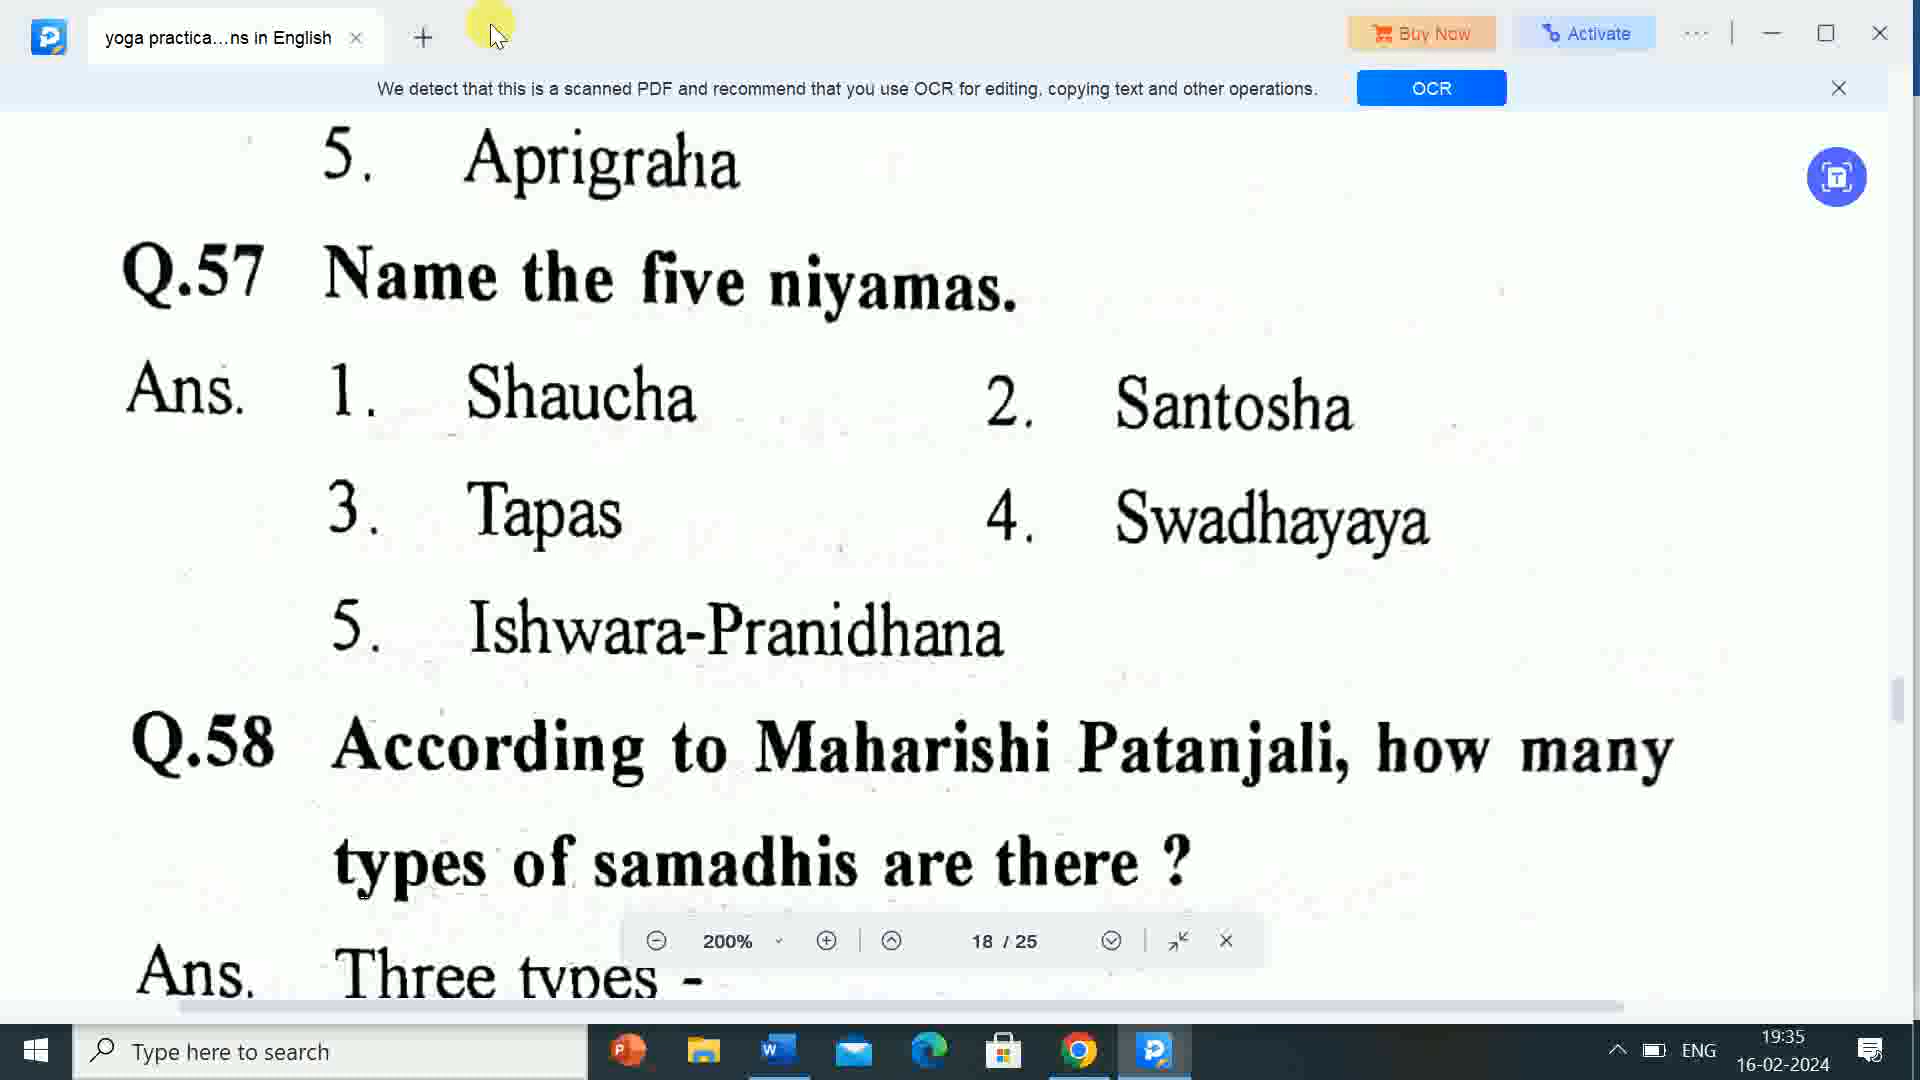 yoga practica...ns in English
Buy Now
Activate
We detect that this is a scanned PDF and recommend that you use OCR for editing, copying text and other operations.
OCR
5. Aprigraha
Q.57 Name the five niyamas.
Ans. 1. Shaucha 2. Santosha
3. Tapas 4. Swadhayaya
5. Ishwara-Pranidhana
Q.58 According to Maharishi Patanjali, how many
types of samadhis are there ?
200% 18 / 25
Ans. Three types -
Type here to search
ENG
19:35
16-02-2024